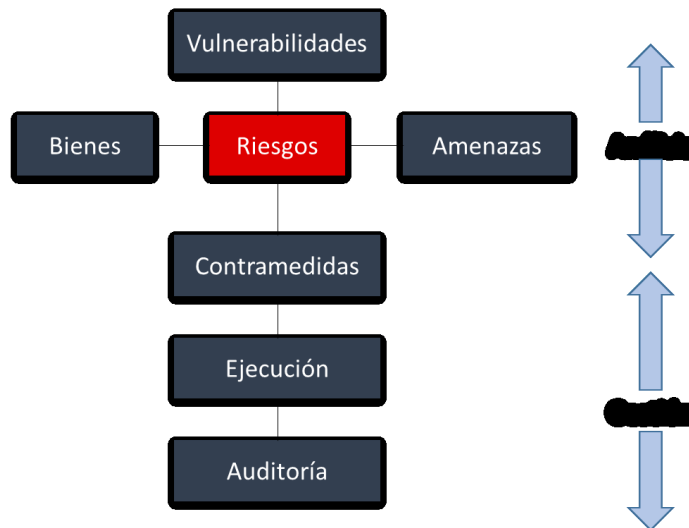 Vulnerabilidades
Bienes
Riesgos
Amenazas
Contramedidas
Ejecución
Auditoría